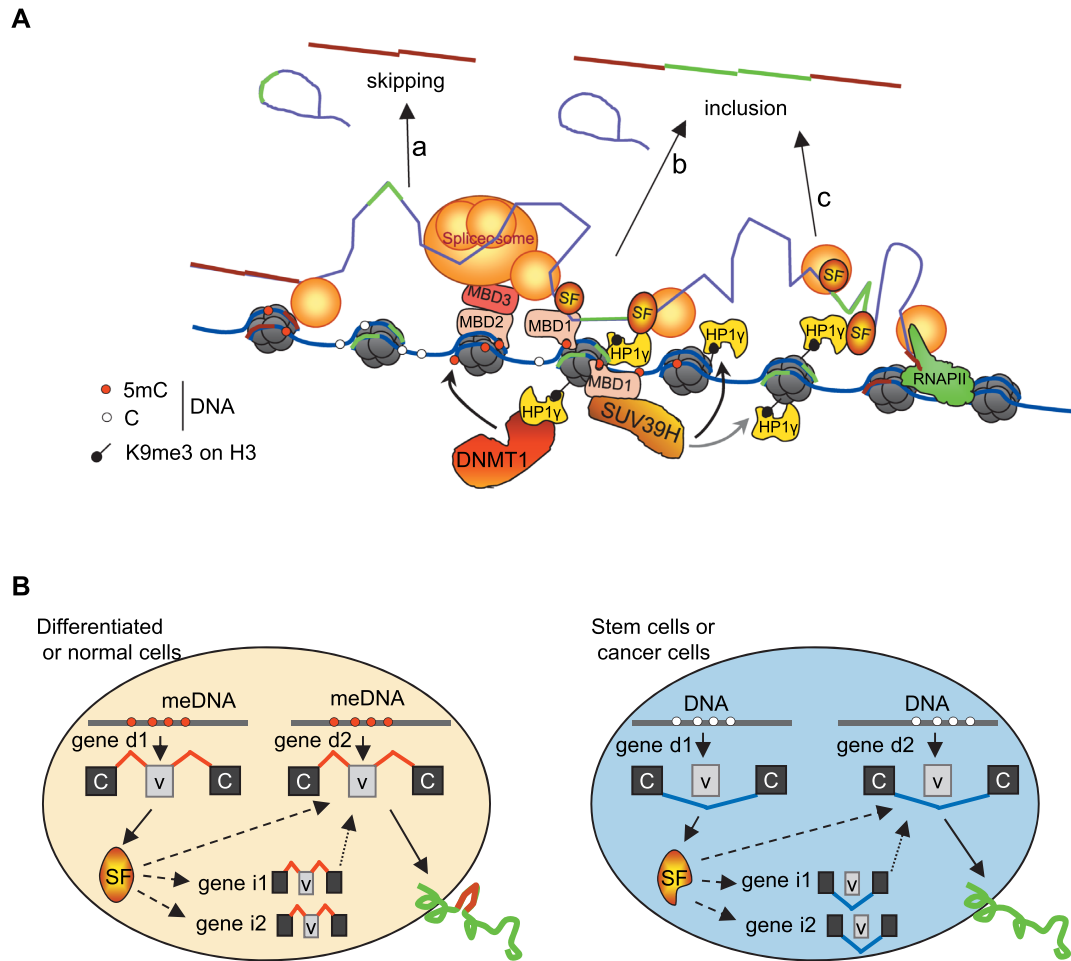 A
skipping
inclusion
a
b
c
Spliceosome
SF
MBD3
SF
SF
MBD2
MBD1
HP1γ
HP1γ
HP1γ
SF
RNAPII
MBD1
HP1γ
SUV39H
HP1γ
DNMT1
5mC
C
DNA
K9me3 on H3
B
Differentiated
or normal cells
meDNA
meDNA
gene d1
gene d2
C
v
C
C
v
C
SF
gene i1
v
gene i2
v
Stem cells or
cancer cells
DNA
DNA
gene d1
gene d2
C
v
C
C
v
C
SF
gene i1
v
gene i2
v